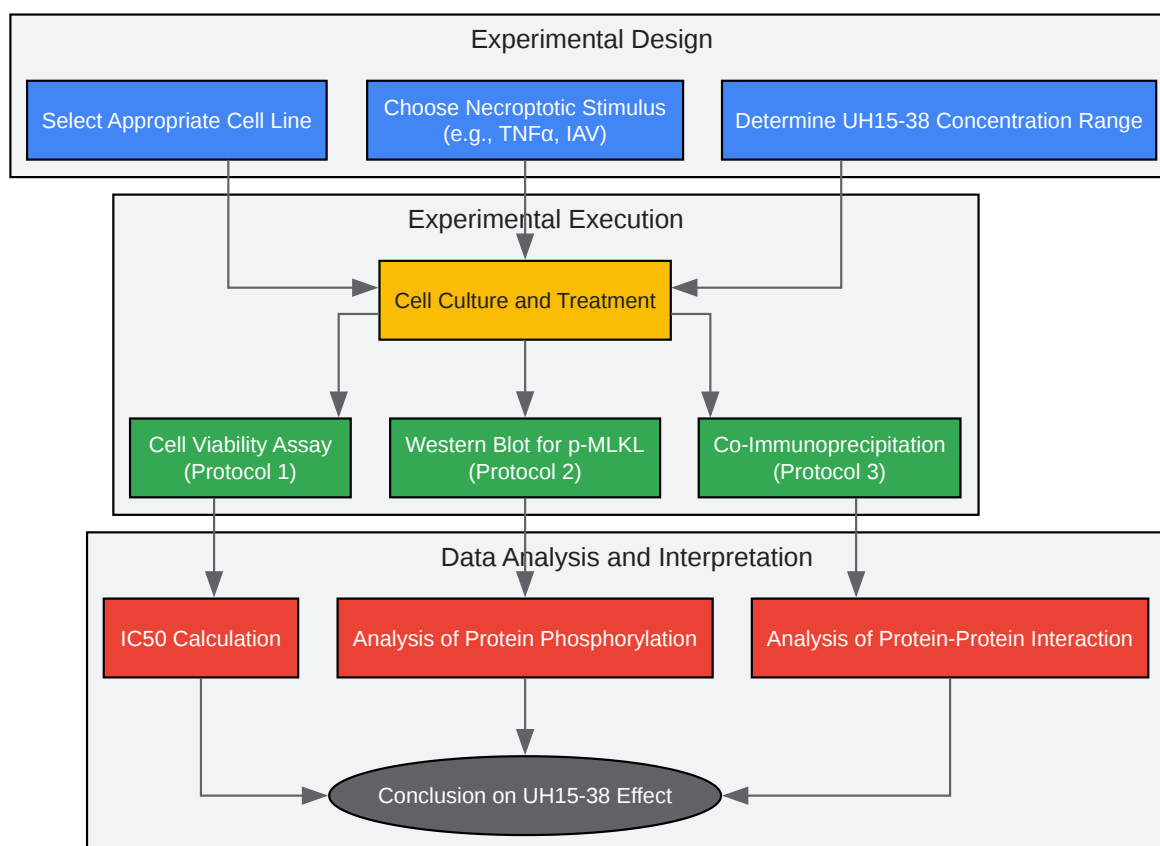 Experimental Design
Select Appropriate Cell Line
Choose Necroptotic Stimulus
(e.g., TNFα, IAV)
Determine UH15-38 Concentration Range
Experimental Execution
Cell Culture and Treatment
Cell Viability Assay
(Protocol 1)
Western Blot for p-MLKL
(Protocol 2)
Co-Immunoprecipitation
(Protocol 3)
Data Analysis and Interpretation
IC50 Calculation
Analysis of Protein Phosphorylation
Analysis of Protein-Protein Interaction
Conclusion on UH15-38 Effect